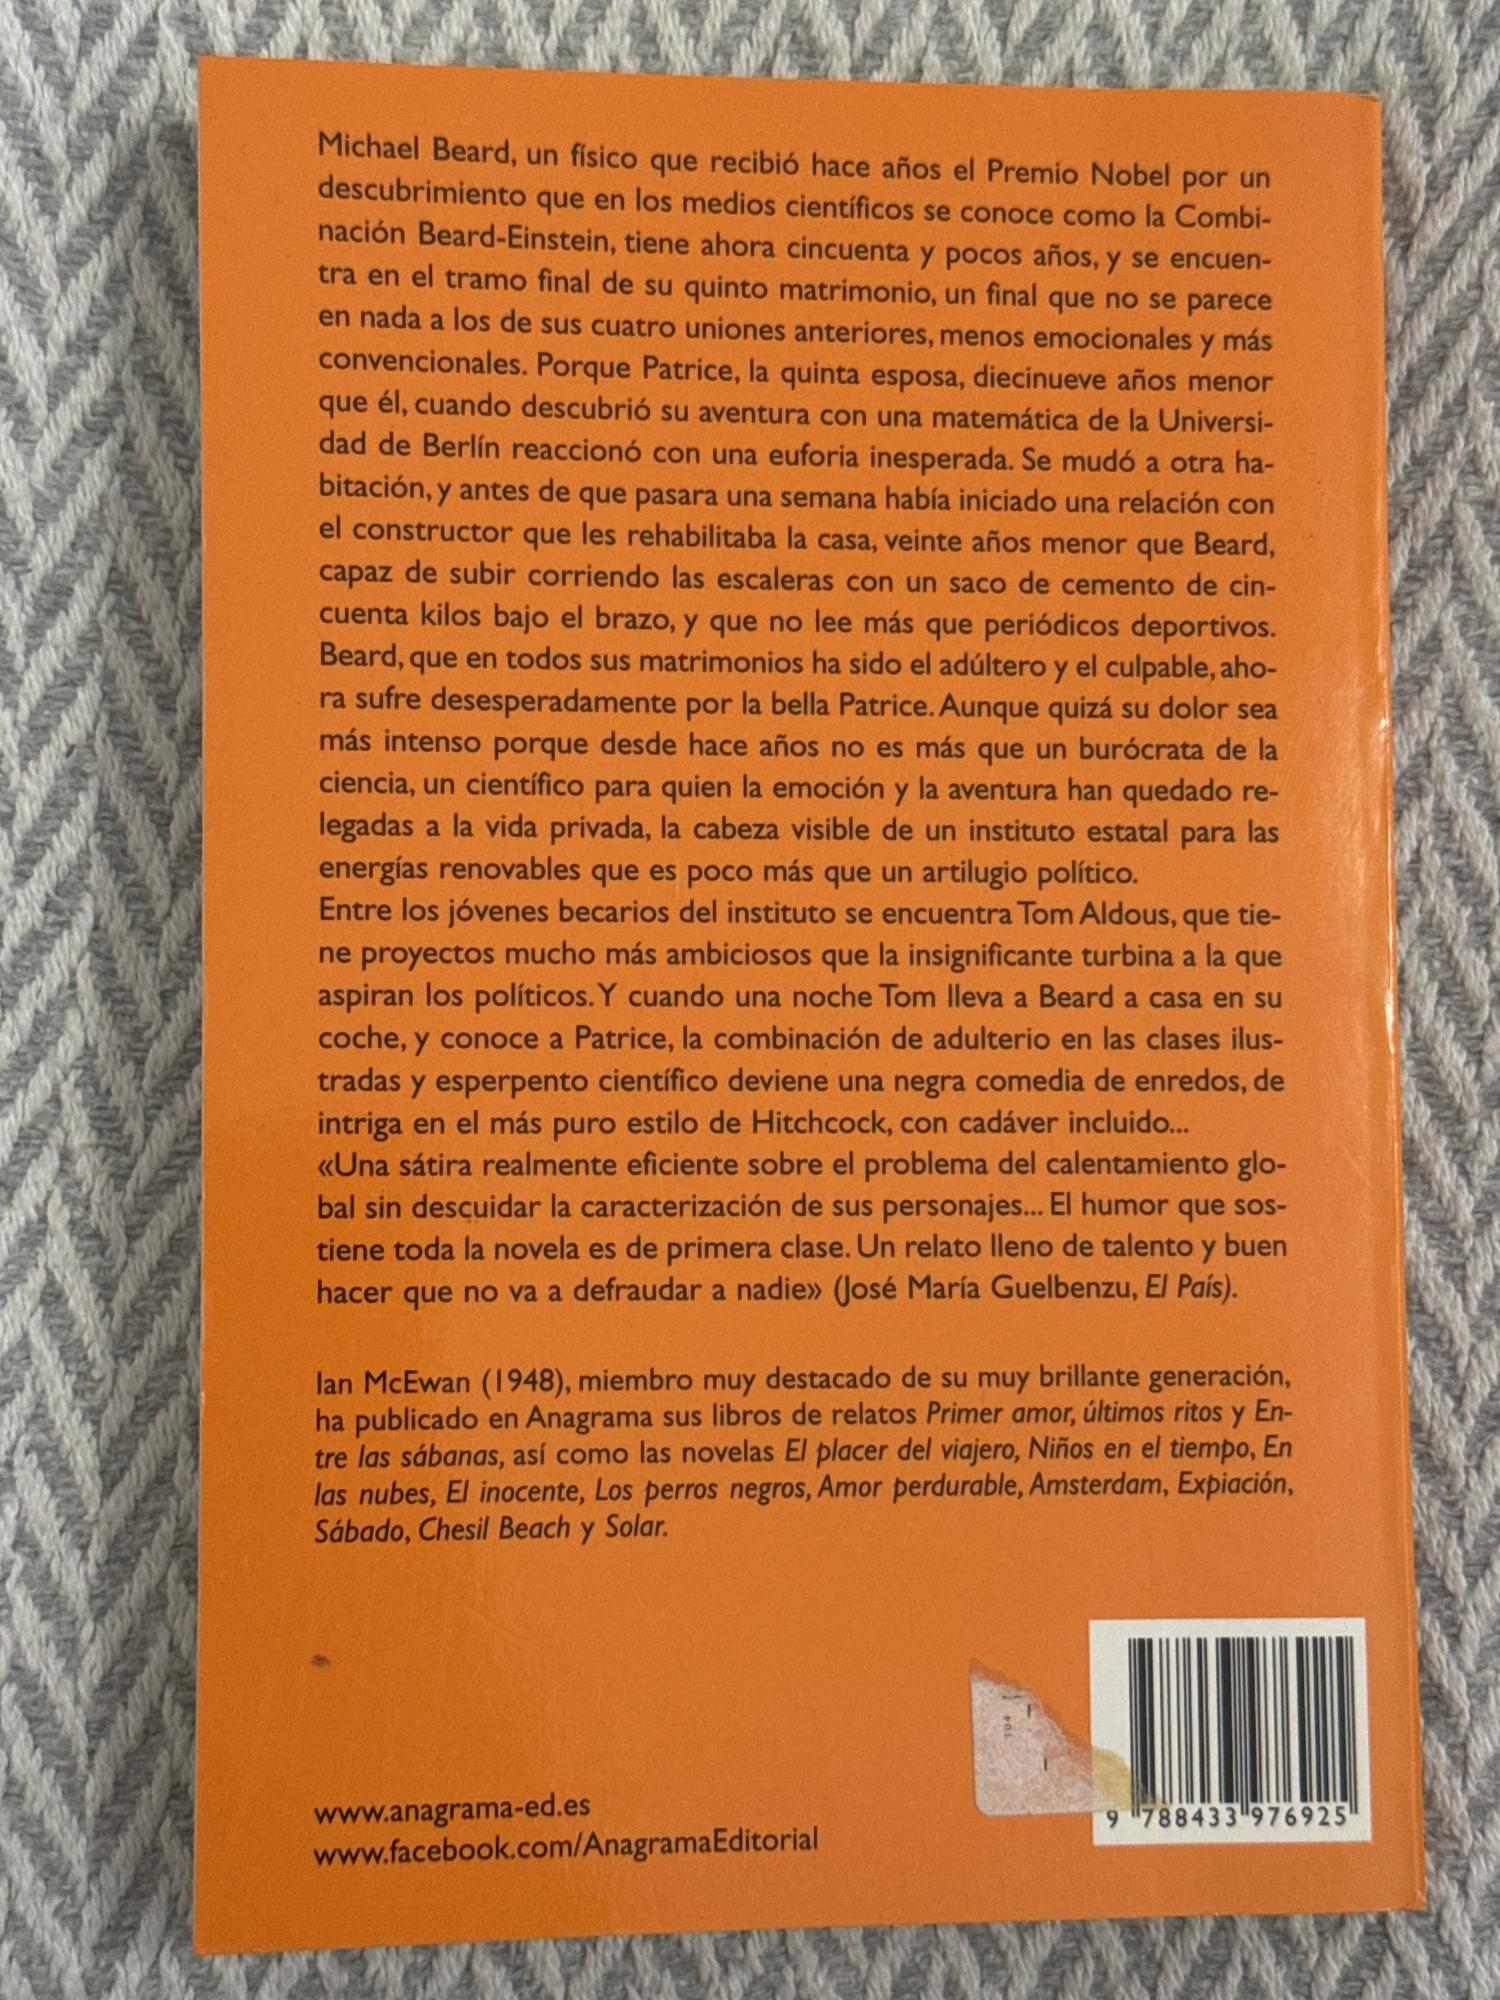 Michael Beard, un físico que recibió hace años el Premio Nobel por un
descubrimiento que en los medios científicos se conoce como la Combi-
nación Beard-Einstein, tiene ahora cincuenta y pocos años, y se encuen-
tra en el tramo final de su quinto matrimonio, un final que no se parece
en nada a los de sus cuatro uniones anteriores, menos emocionales y más
convencionales. Porque Patrice, la quinta esposa, diecinueve años menor
que él, cuando descubrió su aventura con una matemática de la Universi-
dad de Berlín reaccionó con una euforia inesperada. Se mudó a otra ha-
bitación, y antes de que pasara una semana había iniciado una relación con
el constructor que les rehabilitaba la casa, veinte años menor que Beard,
capaz de subir corriendo las escaleras con un saco de cemento de cin-
cuenta kilos bajo el brazo, y que no lee más que periódicos deportivos.
Beard, que en todos sus matrimonios ha sido el adúltero y el culpable, aho-
ra sufre desesperadamente por la bella Patrice. Aunque quizá su dolor sea
más intenso porque desde hace años no es más que un burócrata de la
ciencia, un científico para quien la emoción y la aventura han quedado re-
legadas a la vida privada, la cabeza visible de un instituto estatal para las
energías renovables que es poco más que un artilugio político.
Entre los jóvenes becarios del instituto se encuentra Tom Aldous, que tie-
ne proyectos mucho más ambiciosos que la insignificante turbina a la que
aspiran los políticos. Y cuando una noche Tom lleva a Beard a casa en su
coche, y conoce a Patrice, la combinación de adulterio en las clases ilus-
tradas y esperpento científico deviene una negra comedia de enredos, de
intriga en el más puro estilo de Hitchcock, con cadáver incluido...
«Una sátira realmente eficiente sobre el problema del calentamiento glo-
bal sin descuidar la caracterización de sus personajes... El humor que sos-
tiene toda la novela es de primera clase. Un relato lleno de talento y buen
hacer que no va a defraudar a nadie» (José María Guelbenzu, El País).
Ian McEwan (1948), miembro muy destacado de su muy brillante generación,
ha publicado en Anagrama sus libros de relatos Primer amor, últimos ritos y En-
tre las sábanas, así como las novelas El placer del viajero, Niños en el tiempo, En
las nubes, El inocente, Los perros negros, Amor perdurable, Amsterdam, Expiación,
Sábado, Chesil Beach y Solar.
www.anagrama-ed.es
www.facebook.com/AnagramaEditorial
9 788433 976925